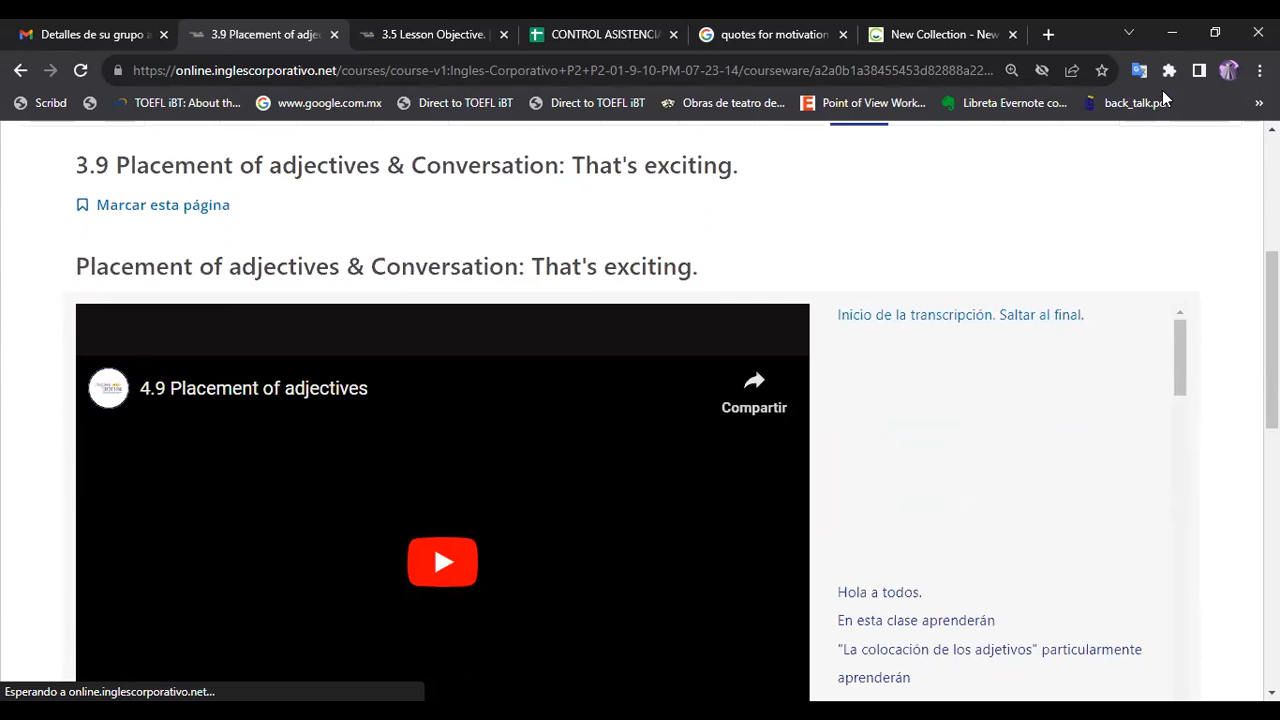 Detalles de su grupo a
3.9 Placement of adje
3.5 Lesson Objective.
CONTROL ASISTENCIA
quotes for motivation
New Collection - New
https://online.inglescorporativo.net/courses/course-v1:Ingles-Corporativo+P2+P2-01-9-10-PM-07-23-14/courseware/a2a0b1a38455453d82888a22...
Scribd
TOEFL iBT: About th...
www.google.com.mx
Direct to TOEFL iBT
Direct to TOEFL iBT
Obras de teatro de...
Point of View Work...
Libreta Evernote co...
back_talk.pdf
»
3.9 Placement of adjectives & Conversation: That's exciting.
Marcar esta página
Placement of adjectives & Conversation: That's exciting.
Inicio de la transcripción. Saltar al final.
4.9 Placement of adjectives
Compartir
Hola a todos.
En esta clase aprenderán
"La colocación de los adjetivos" particularmente
aprenderán
Esperando a online.inglescorporativo.net...